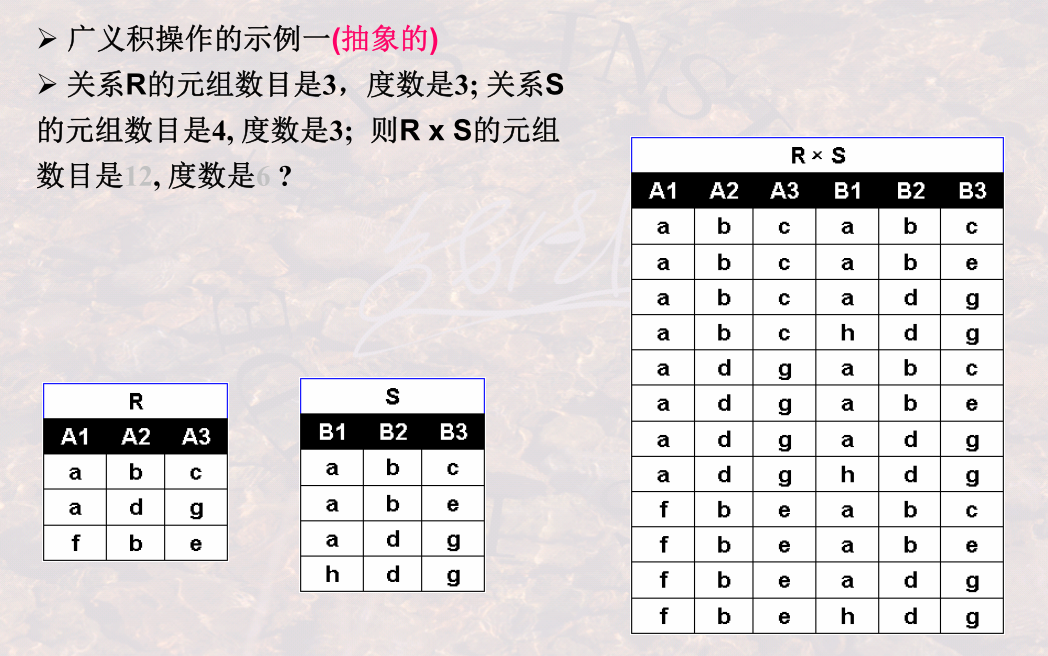 ➢ 广义积操作的示例一(抽象的)
➢ 关系R的元组数目是3，度数是3; 关系S
的元组数目是4, 度数是3; 则R x S的元组
数目是12, 度数是6 ?
R
A1 A2 A3
a b c
a d g
f b e
S
B1 B2 B3
a b c
a b e
a d g
h d g
R × S
A1 A2 A3 B1 B2 B3
a b c a b c
a b c a b e
a b c a d g
a b c h d g
a d g a b c
a d g a b e
a d g a d g
a d g h d g
f b e a b c
f b e a b e
f b e a d g
f b e h d g